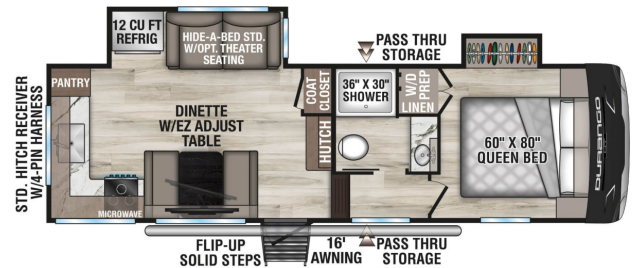 12 CU FT
REFRIG
HIDE-A-BED STD.
W/OPT. THEATER
SEATING
PASS THRU
STORAGE
STD. HITCH RECEIVER
W/4-PIN HARNESS
PANTRY
DINETTE
W/EZ ADJUST
TABLE
COAT
CLOSET
36" X 30"
SHOWER
W/D
PREP
LINEN
HUTCH
60" X 80"
QUEEN BED
DURANGO
MICROWAVE
FLIP-UP
SOLID STEPS
16'
AWNING
PASS THRU
STORAGE